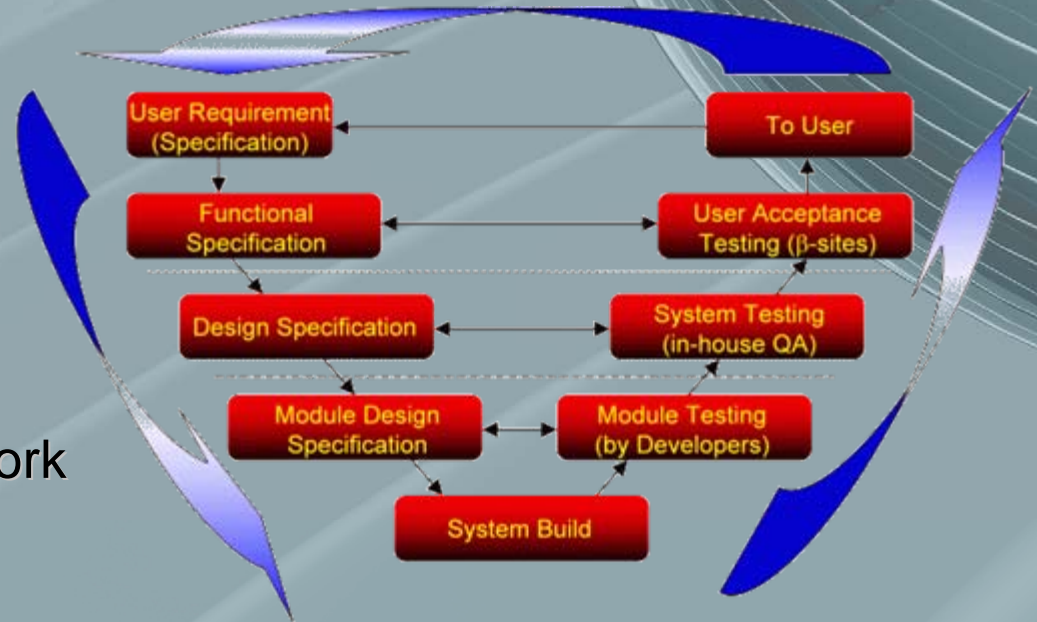 User Requirement
(Specification)
To User
Functional
Specification
User Acceptance
Testing (β-sites)
Design Specification
System Testing
(in-house QA)
Module Design
Specification
Module Testing
(by Developers)
System Build